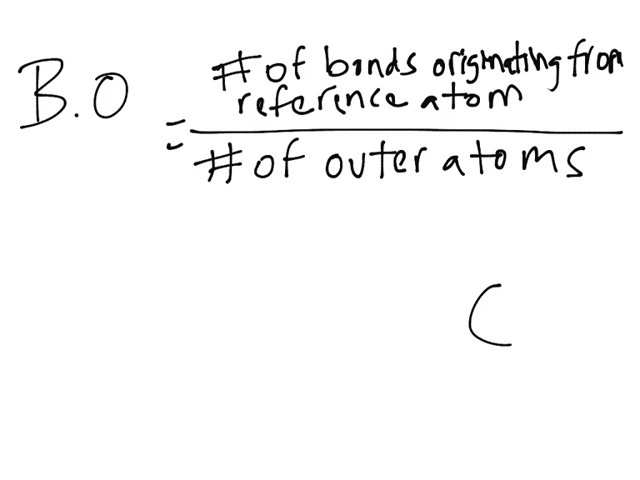 B.O = # of bonds originating from
reference atom
# of outer atoms
C